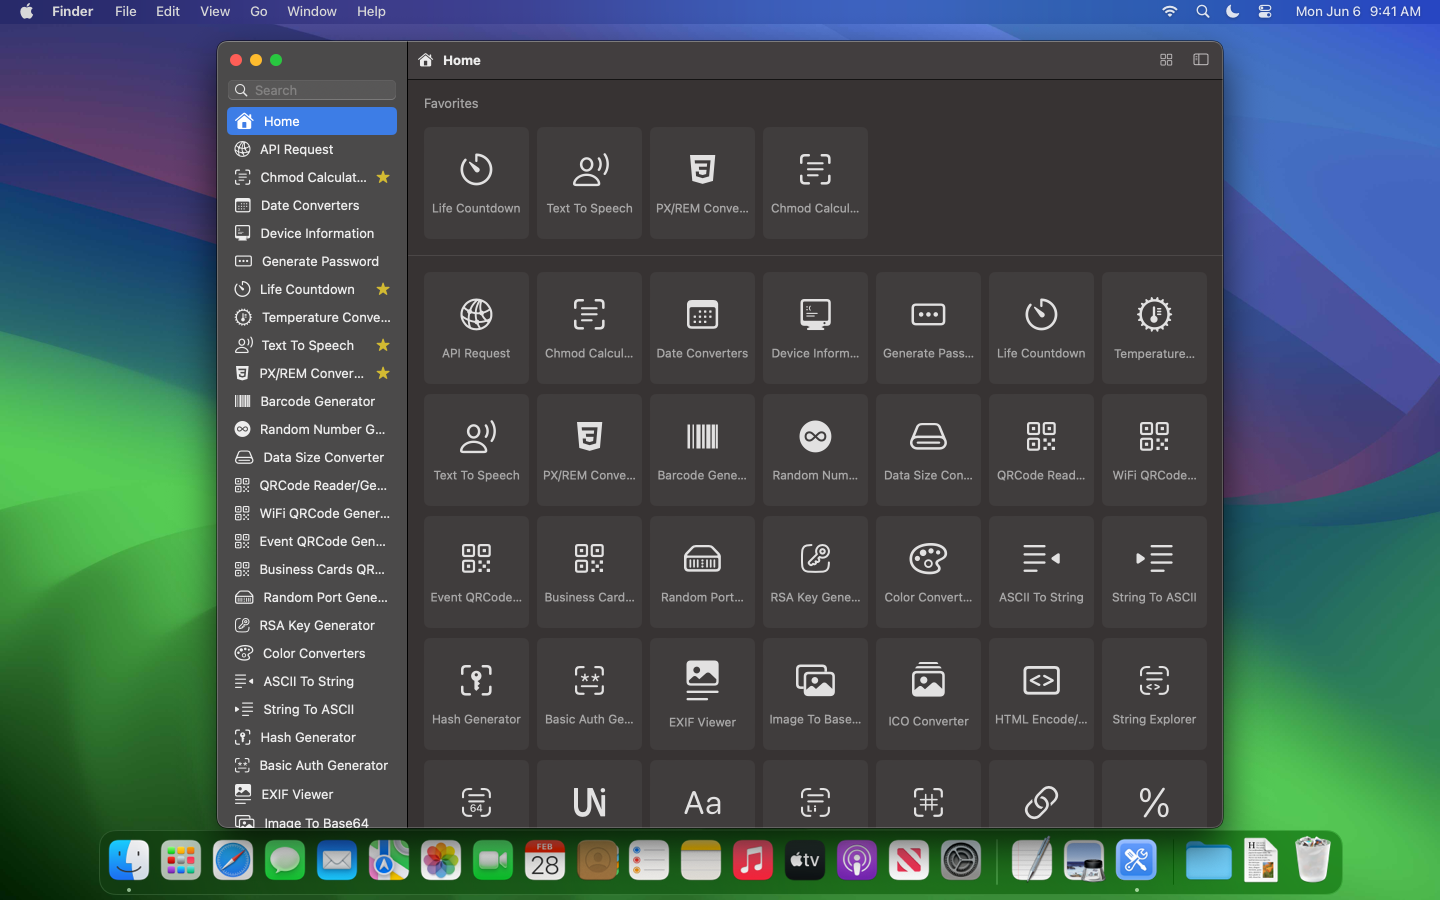 Finder File Edit View Go Window Help
Mon Jun 6 9:41 AM
Search
Home
API Request
Chmod Calculat...
Date Converters
Device Information
Generate Password
Life Countdown
Temperature Conve...
Text To Speech
PX/REM Conver...
Barcode Generator
Random Number G...
Data Size Converter
QRCode Reader/Ge...
WiFi QRCode Gener...
Event QRCode Gen...
Business Cards QR...
Random Port Gene...
RSA Key Generator
Color Converters
ASCII To String
String To ASCII
Hash Generator
Basic Auth Generator
EXIF Viewer
Image To Base64
Home
Favorites
Life Countdown Text To Speech PX/REM Conve... Chmod Calcul...
API Request Chmod Calcul... Date Converters Device Inform... Generate Pass... Life Countdown Temperature...
Text To Speech PX/REM Conve... Barcode Gene... Random Num... Data Size Con... QRCode Read... WiFi QRCode...
Event QRCode... Business Card... Random Port... RSA Key Gene... Color Convert... ASCII To String String To ASCII
Hash Generator Basic Auth Ge... EXIF Viewer Image To Base... ICO Converter HTML Encode/... String Explorer
64 UNi Aa Li # %
FEB
28
tv